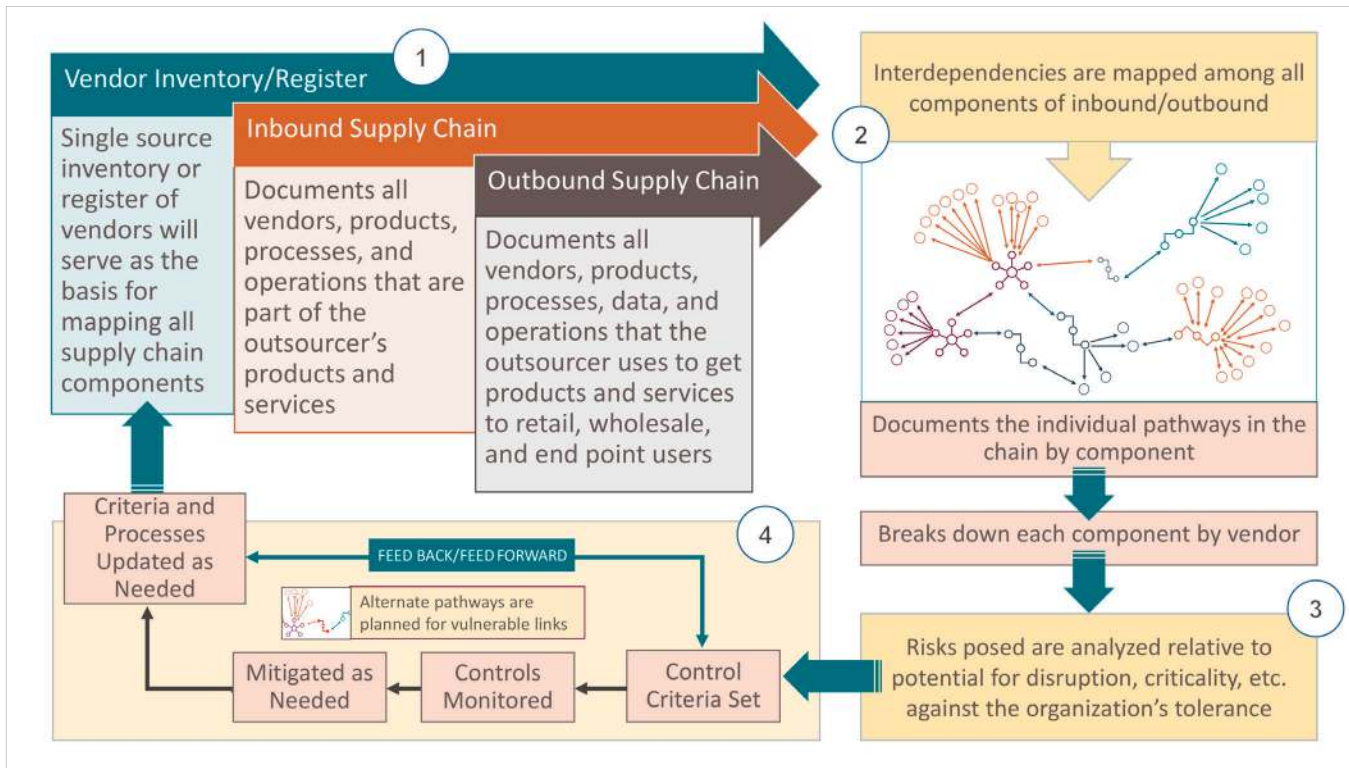 1
Vendor Inventory/Register
Single source
inventory or
register of
vendors will
serve as the
basis for
mapping all
supply chain
components
Inbound Supply Chain
Documents all
vendors, products,
processes, and
operations that are
part of the
outsourcer’s
products and
services
Outbound Supply Chain
Documents all
vendors, products,
processes, data, and
operations that the
outsourcer uses to get
products and services
to retail, wholesale,
and end point users
2
Interdependencies are mapped among all
components of inbound/outbound
Documents the individual pathways in the
chain by component
Breaks down each component by vendor
3
Risks posed are analyzed relative to
potential for disruption, criticality, etc.
against the organization’s tolerance
4
Criteria and
Processes
Updated as
Needed
FEED BACK/FEED FORWARD
Alternate pathways are
planned for vulnerable links
Mitigated as
Needed
Controls
Monitored
Control
Criteria Set